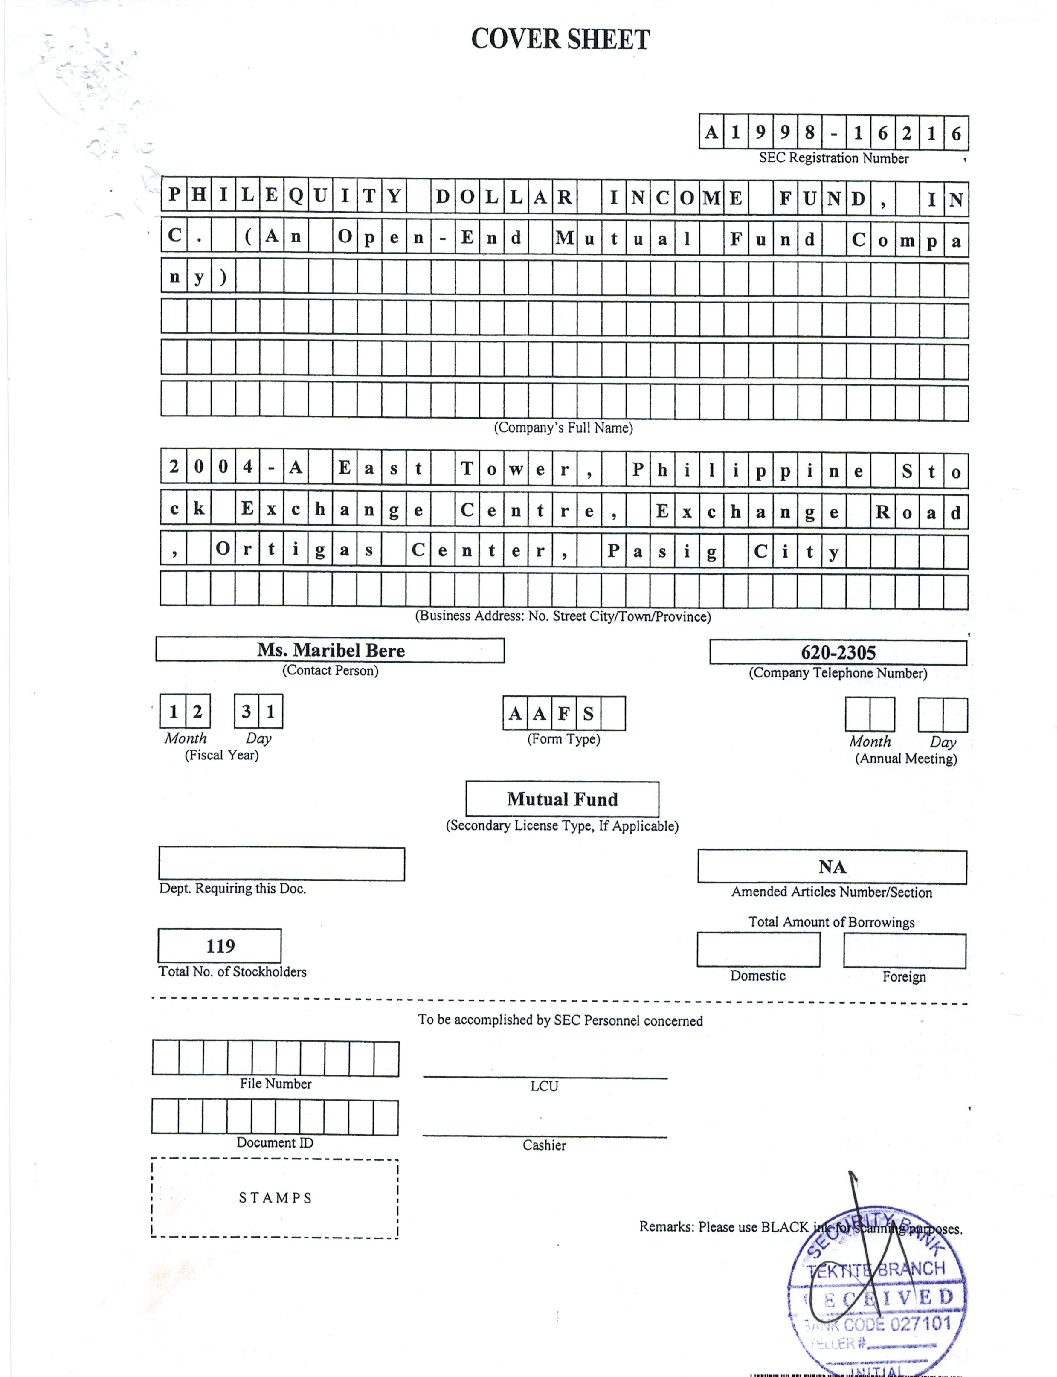 COVER SHEET
A1998-16216
SEC Registration Number
PHILEQUITY DOLLAR INCOME FUND, IN
C. (An Open-End Mutual Fund Compa
ny)
(Company's Full Name)
2004-A East Tower, Philippine Sto
ck Exchange Centre, Exchange Road
, Ortigas Center, Pasig City
(Business Address: No. Street City/Town/Province)
Ms. Maribel Bere
620-2305
(Contact Person)
(Company Telephone Number)
12 31 AAFS
Month Day (Form Type) Month Day
(Fiscal Year) (Annual Meeting)
Mutual Fund
(Secondary License Type, If Applicable)
NA
Dept. Requiring this Doc. Amended Articles Number/Section
Total Amount of Borrowings
119
Total No. of Stockholders Domestic Foreign
To be accomplished by SEC Personnel concerned
File Number LCU
Document ID Cashier
STAMPS
Remarks: Please use BLACK ink for scanning purposes.
SECURITY BANK
TEKTITE BRANCH
RECEIVED
BANK CODE 027101
TELLER#
INITIAL